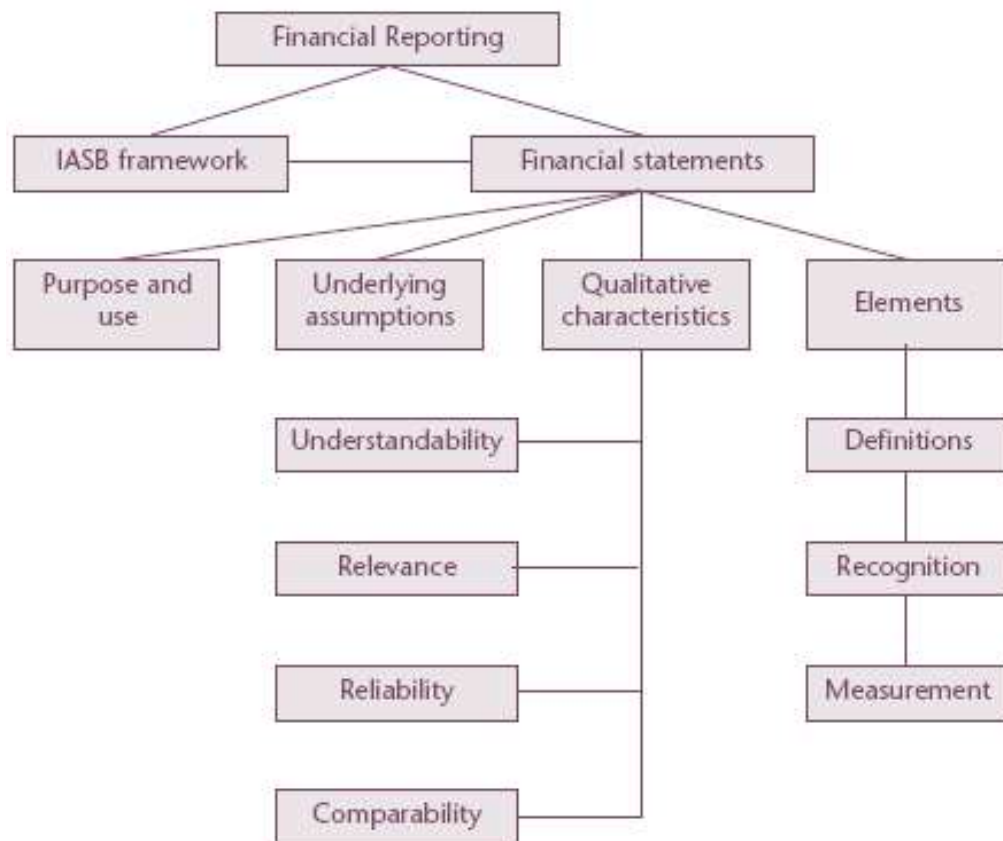 Financial Reporting
IASB framework
Financial statements
Purpose and
use
Underlying
assumptions
Qualitative
characteristics
Elements
Understandability
Definitions
Relevance
Recognition
Reliability
Measurement
Comparability